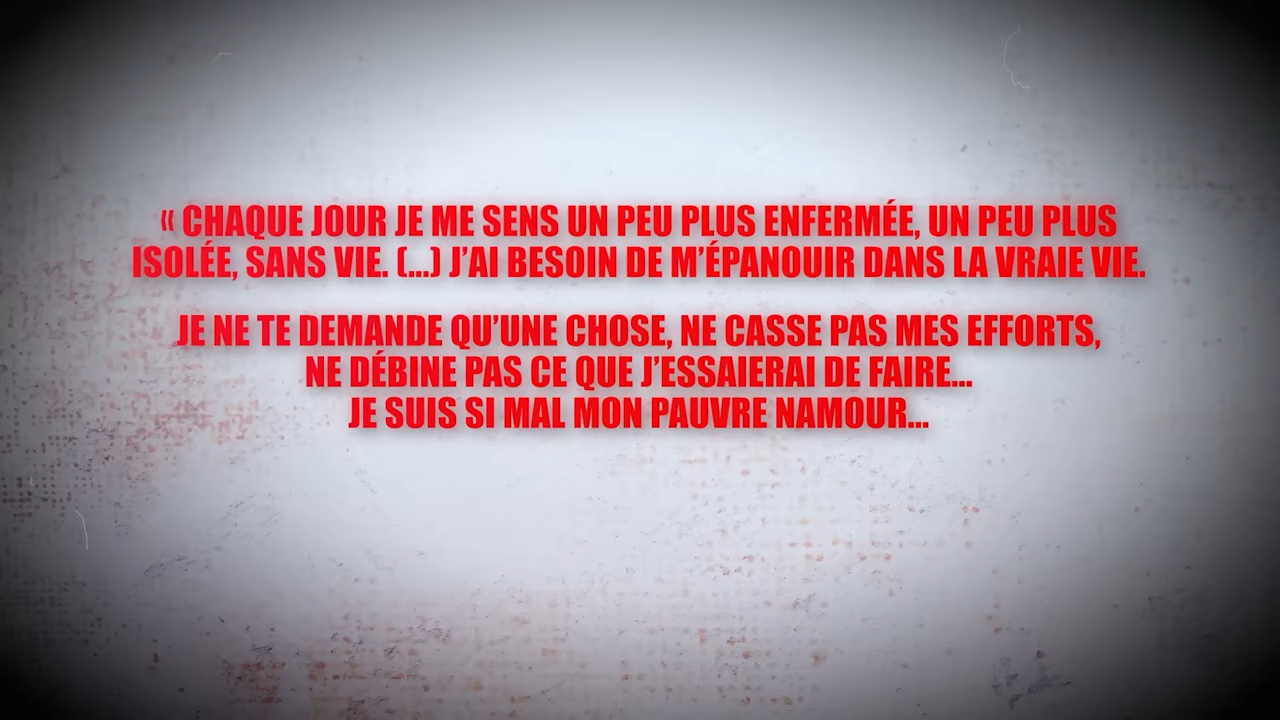 « CHAQUE JOUR JE ME SENS UN PEU PLUS ENFERMÉE, UN PEU PLUS
ISOLÉE, SANS VIE. (...) J’AI BESOIN DE M’ÉPANOUIR DANS LA VRAIE VIE.
JE NE TE DEMANDE QU’UNE CHOSE, NE CASSE PAS MES EFFORTS,
NE DÉBINE PAS CE QUE J’ESSAIERAI DE FAIRE...
JE SUIS SI MAL MON PAUVRE NAMOUR...